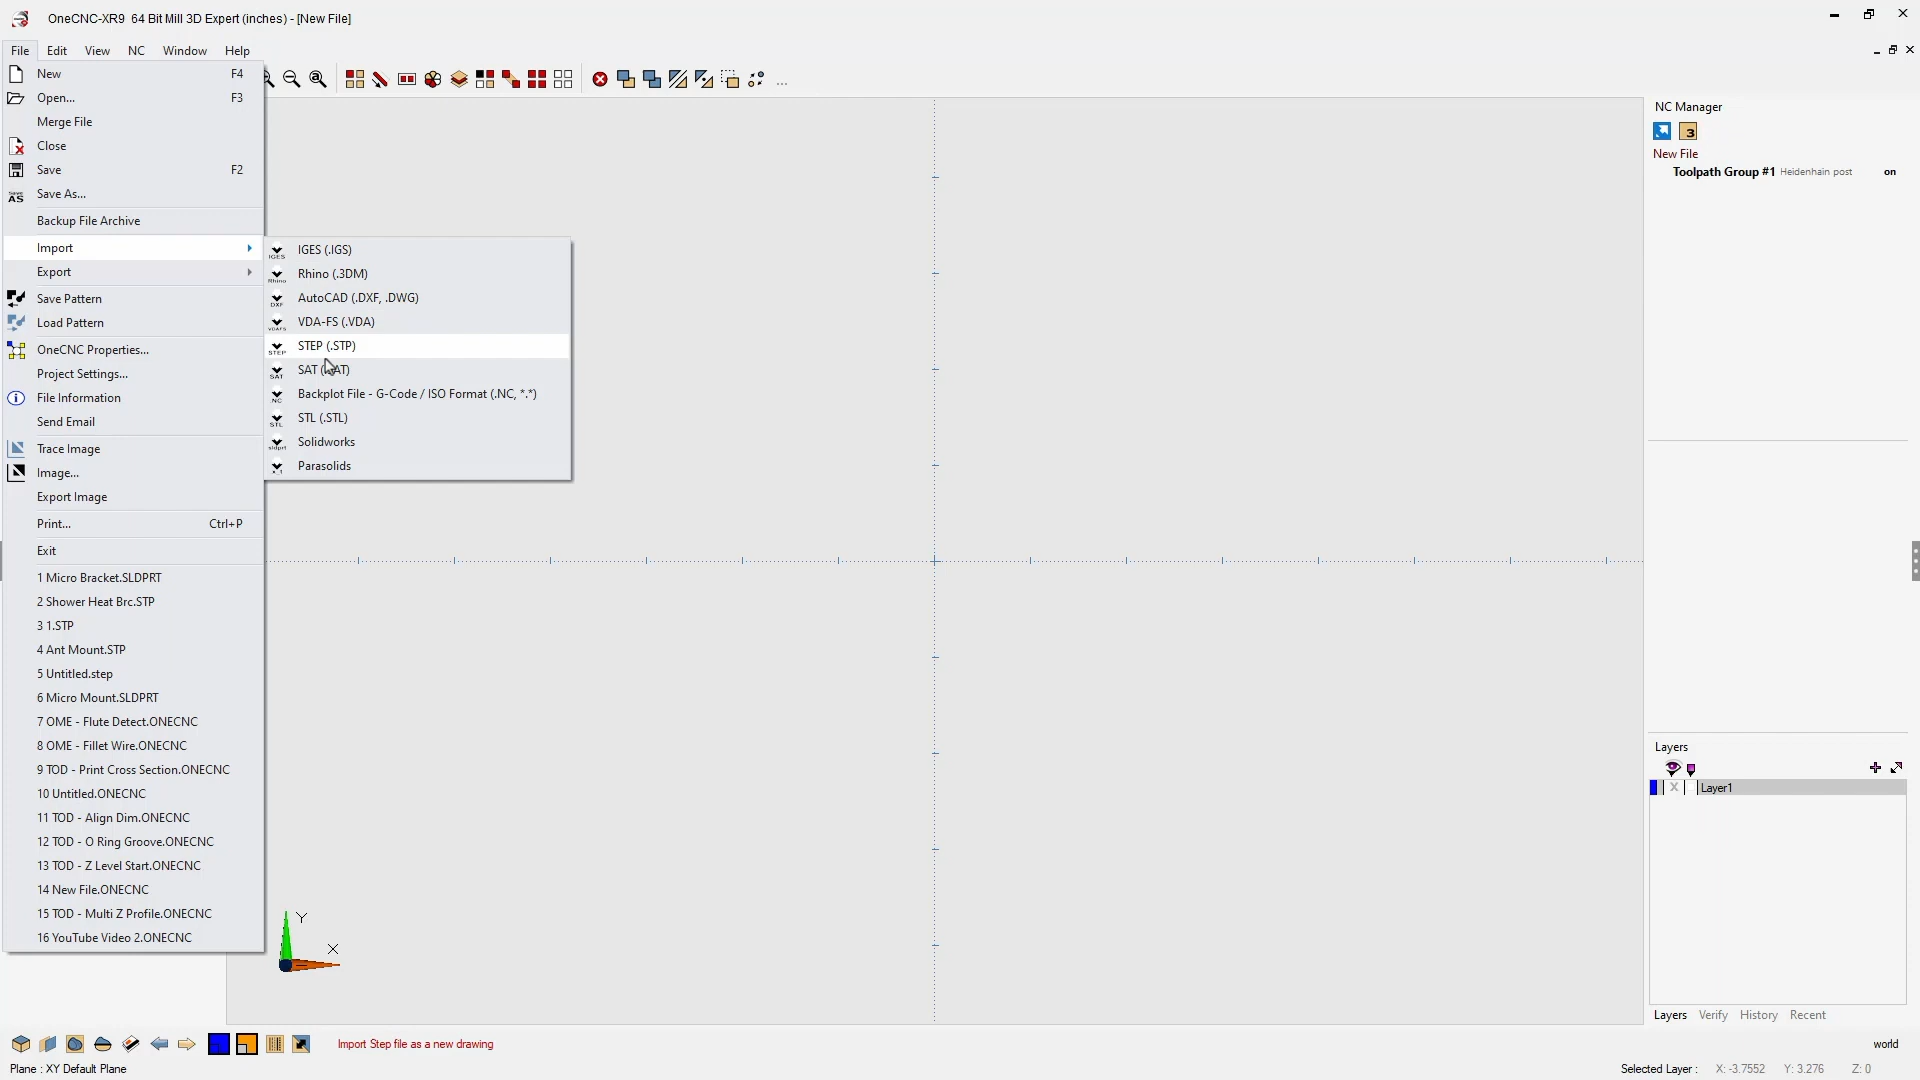 OneCNC-XR9 64 Bit Mill 3D Expert (inches) - [New File]
File Edit View NC Window Help
New F4
Open... F3
Merge File
Close
Save F2
Save As...
Backup File Archive
Import
Export
Save Pattern
Load Pattern
OneCNC Properties...
Project Settings...
File Information
Send Email
Trace Image
Image...
Export Image
Print... Ctrl+P
Exit
1 Micro Bracket.SLDPRT
2 Shower Heat Brc.STP
3 1.STP
4 Ant Mount.STP
5 Untitled.step
6 Micro Mount.SLDPRT
7 OME - Flute Detect.ONECNC
8 OME - Fillet Wire.ONECNC
9 TOD - Print Cross Section.ONECNC
10 Untitled.ONECNC
11 TOD - Align Dim.ONECNC
12 TOD - O Ring Groove.ONECNC
13 TOD - Z Level Start.ONECNC
14 New File.ONECNC
15 TOD - Multi Z Profile.ONECNC
16 YouTube Video 2.ONECNC
IGES (.IGS)
Rhino (.3DM)
AutoCAD (.DXF, .DWG)
VDA-FS (.VDA)
STEP (.STP)
SAT
Backplot File - G-Code / ISO Format (.NC, *.*)
STL (.STL)
Solidworks
Parasolids
Y
X
NC Manager
3
New File
Toolpath Group #1 Heidenhain post on
Layers
X Layer1
Layers Verify History Recent
Import Step file as a new drawing
world
Plane : XY Default Plane
Selected Layer : X: -3.7552 Y: 3.276 Z: 0